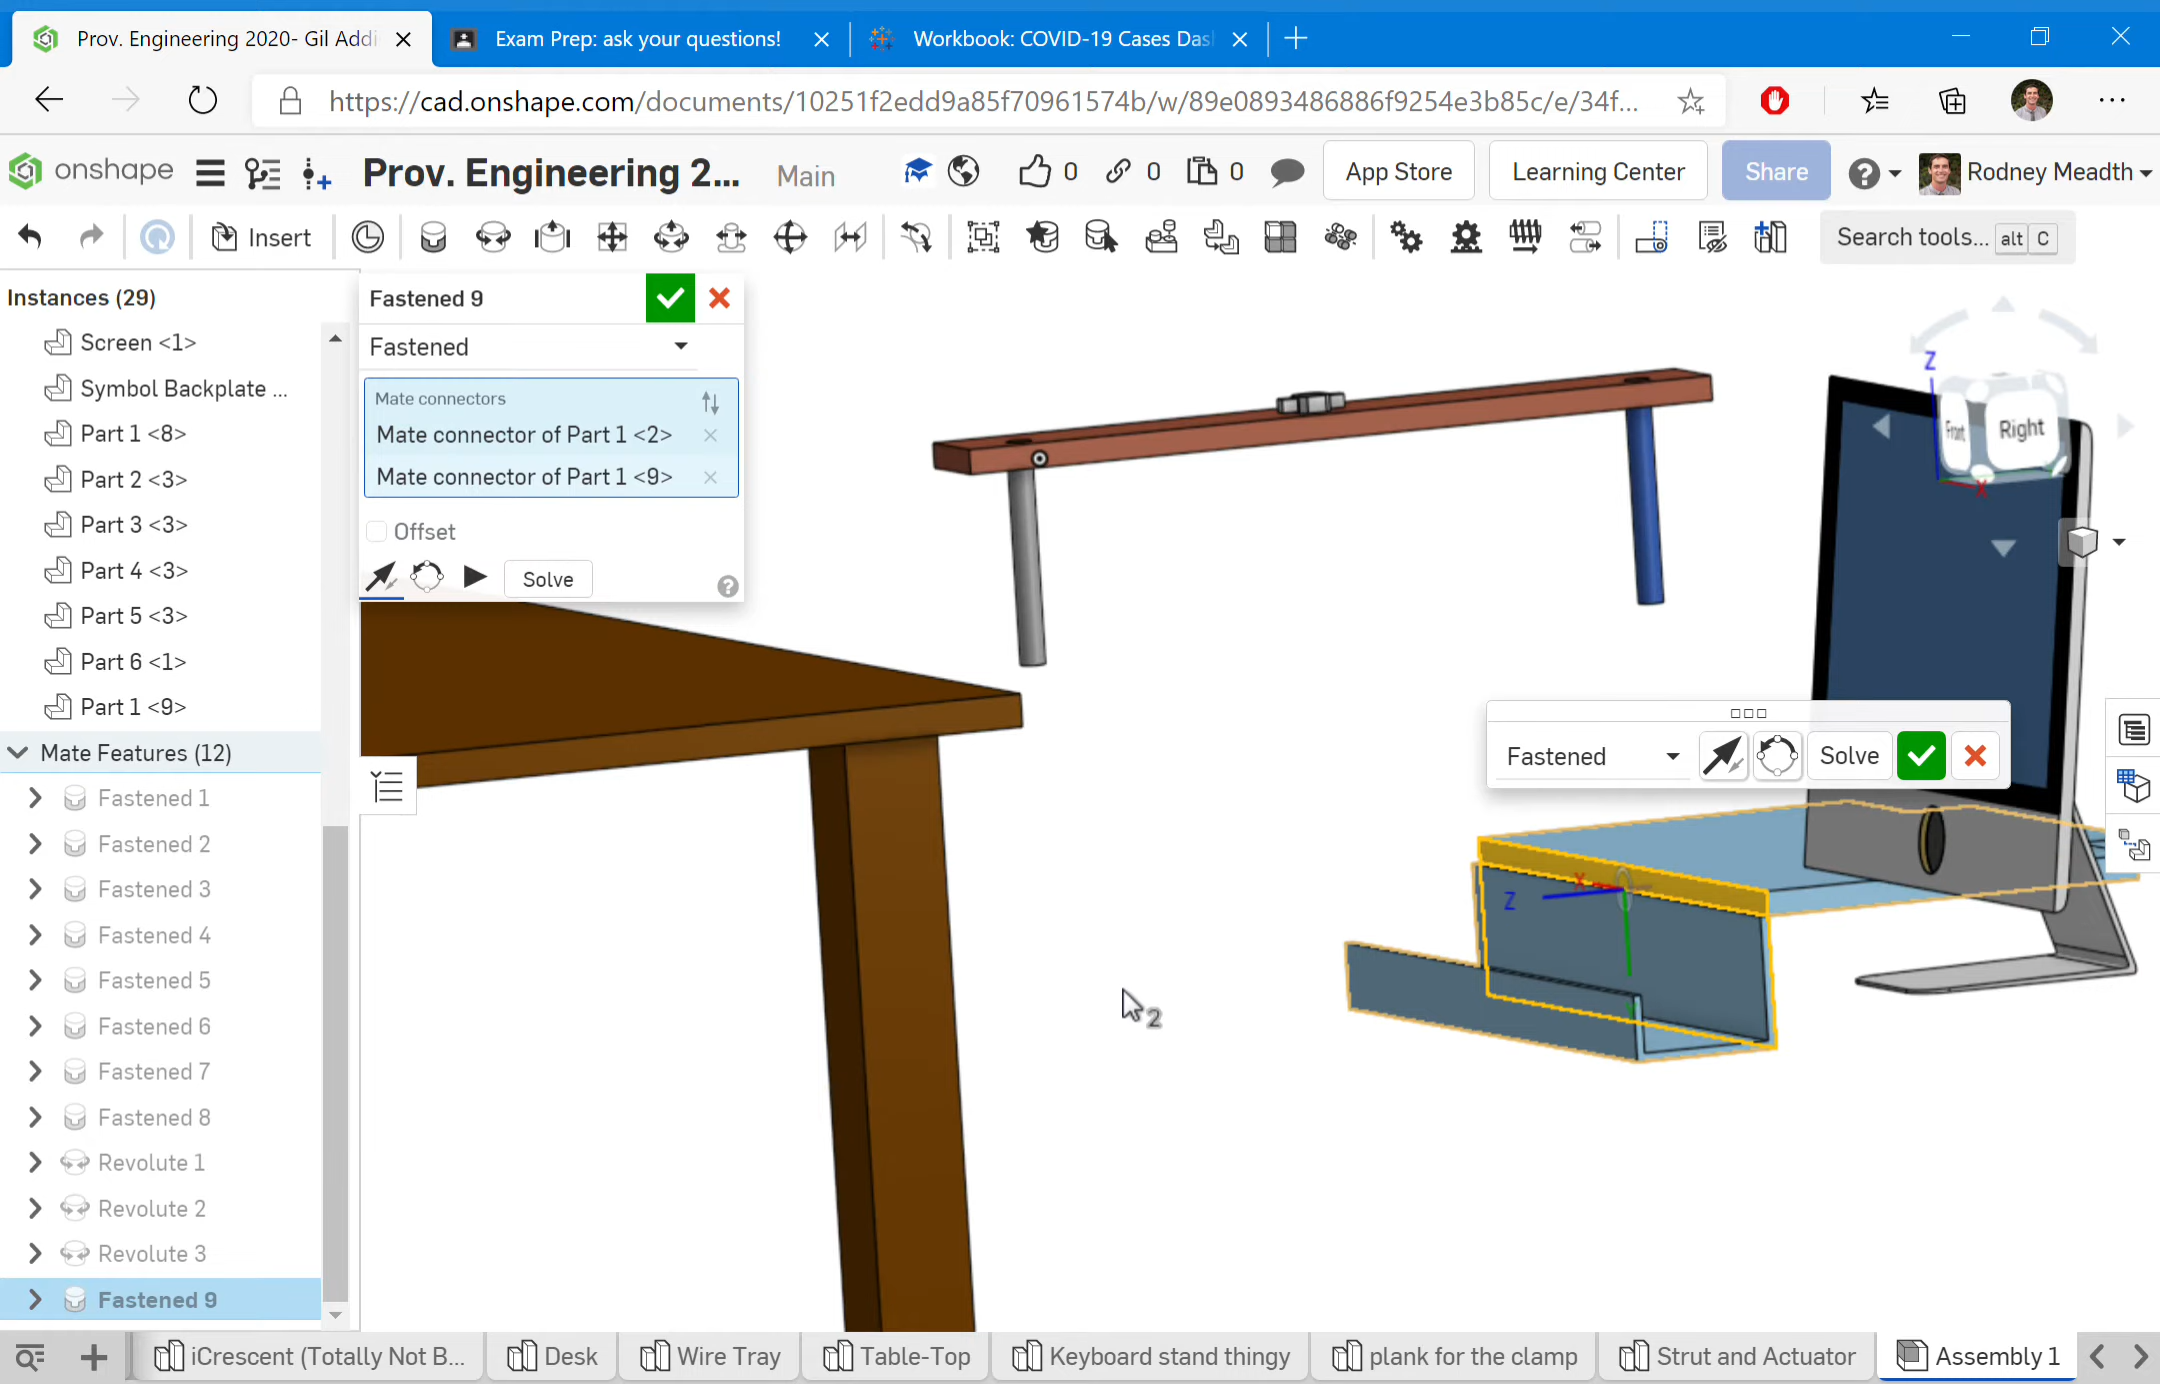 Prov. Engineering 2020- Gil Addi
Exam Prep: ask your questions!
Workbook: COVID-19 Cases Das
https://cad.onshape.com/documents/10251f2edd9a85f70961574b/w/89e0893486886f9254e3b85c/e/34f...
onshape
Prov. Engineering 2...
Main
0
0
0
App Store
Learning Center
Share
Rodney Meadth
Insert
Search tools... alt C
Instances (29)
Screen <1>
Symbol Backplate ...
Part 1 <8>
Part 2 <3>
Part 3 <3>
Part 4 <3>
Part 5 <3>
Part 6 <1>
Part 1 <9>
Mate Features (12)
Fastened 1
Fastened 2
Fastened 3
Fastened 4
Fastened 5
Fastened 6
Fastened 7
Fastened 8
Revolute 1
Revolute 2
Revolute 3
Fastened 9
Fastened 9
Fastened
Mate connectors
Mate connector of Part 1 <2>
Mate connector of Part 1 <9>
Offset
Solve
Z
Front
Right
X
Fastened
Solve
X
Z
2
iCrescent (Totally Not B...
Desk
Wire Tray
Table-Top
Keyboard stand thingy
plank for the clamp
Strut and Actuator
Assembly 1